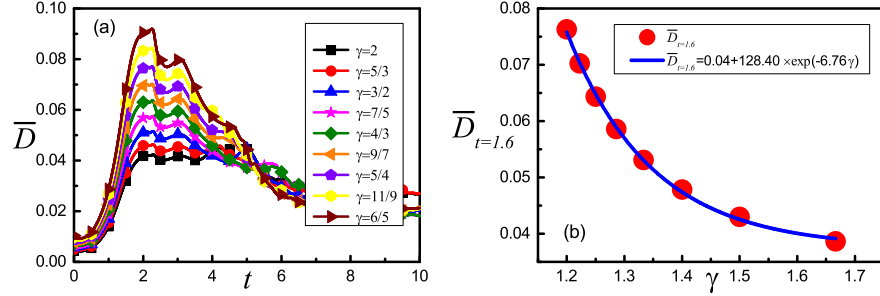 (a)
0.10
0.08
0.06
0.04
0.02
0.00
D̅
0 2 4 6 8 10
t
γ=2
γ=5/3
γ=3/2
γ=7/5
γ=4/3
γ=9/7
γ=5/4
γ=11/9
γ=6/5
(b)
0.08
0.07
0.06
0.05
0.04
D̅t=1.6
1.2 1.3 1.4 1.5 1.6 1.7
γ
D̅t=1.6
D̅t=1.6=0.04+128.40 ×exp(-6.76γ)